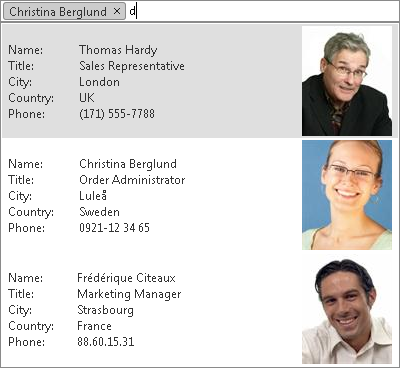 Christina Berglund × d
Name: Thomas Hardy
Title: Sales Representative
City: London
Country: UK
Phone: (171) 555-7788
Name: Christina Berglund
Title: Order Administrator
City: Luleå
Country: Sweden
Phone: 0921-12 34 65
Name: Frédérique Citeaux
Title: Marketing Manager
City: Strasbourg
Country: France
Phone: 88.60.15.31